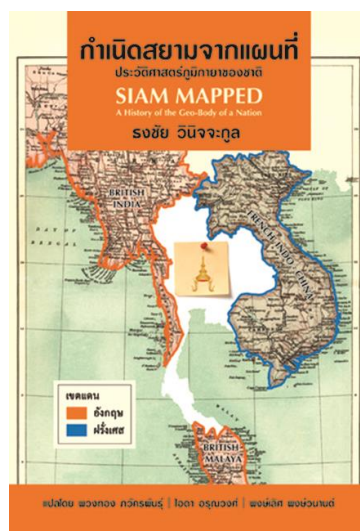 กำเนิดสยามจากแผนที่
ประวัติศาสตร์ภูมิกายาของชาติ
SIAM MAPPED
A History of the Geo-Body of a Nation
ธงชัย วินิจจะกูล
BRITISH
INDIA
FRENCH INDO-CHINA
เขตแดน
อังกฤษ
ฝรั่งเศส
BRITISH
MALAYA
แปลโดย พวงทอง ภวัครพันธุ์ | ไอดา อรุณวงศ์ | พงษ์เลิศ พงษ์วนานต์